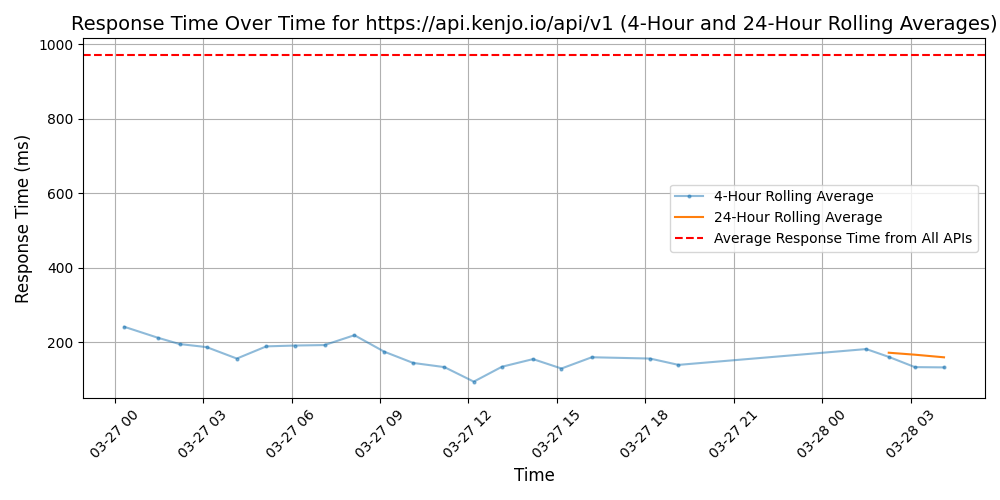 Response Time Over Time for https://api.kenjo.io/api/v1 (4-Hour and 24-Hour Rolling Averages)
Response Time (ms)
1000
800
600
400
200
4-Hour Rolling Average
24-Hour Rolling Average
Average Response Time from All APIs
03-27 00
03-27 03
03-27 06
03-27 09
03-27 12
03-27 15
03-27 18
03-27 21
03-28 00
03-28 03
Time